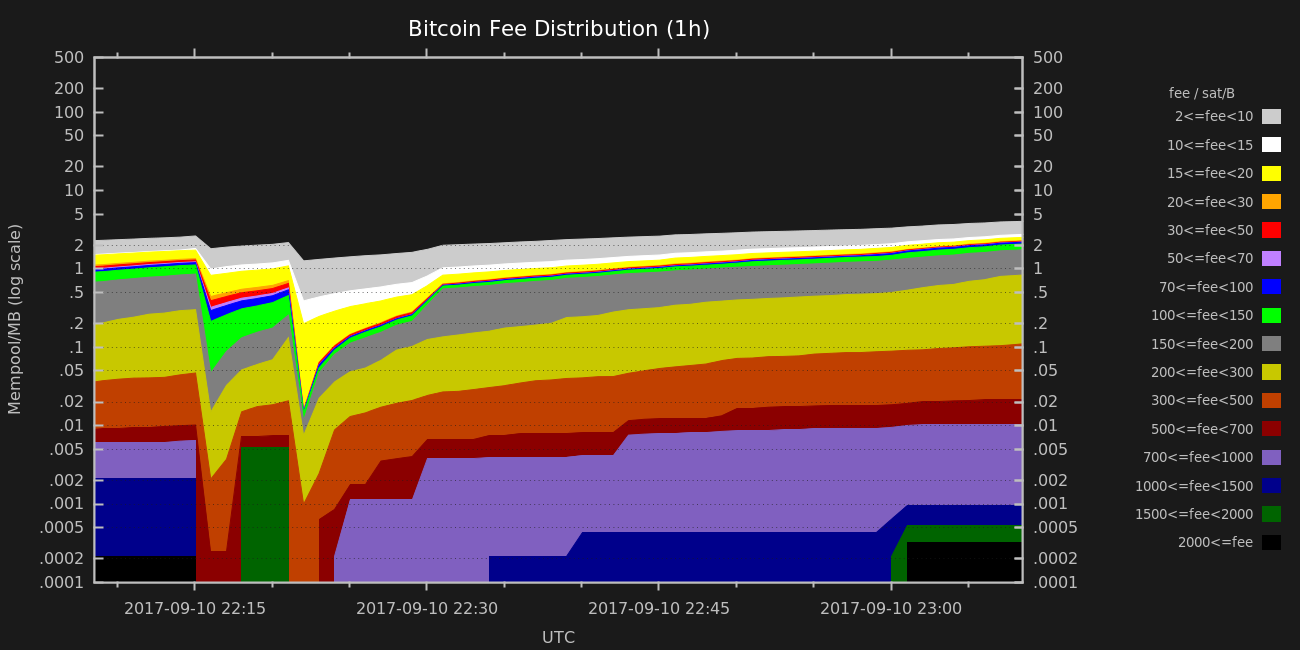 Bitcoin Fee Distribution (1h)
500 500
200 200
100 100
50 50
20 20
10 10
5 5
2 2
1 1
.5 .5
.2 .2
.1 .1
.05 .05
.02 .02
.01 .01
.005 .005
.002 .002
.001 .001
.0005 .0005
.0002 .0002
.0001 .0001
Mempool/MB (log scale)
2017-09-10 22:15 2017-09-10 22:30 2017-09-10 22:45 2017-09-10 23:00
UTC
fee / sat/B
2<=fee<10
10<=fee<15
15<=fee<20
20<=fee<30
30<=fee<50
50<=fee<70
70<=fee<100
100<=fee<150
150<=fee<200
200<=fee<300
300<=fee<500
500<=fee<700
700<=fee<1000
1000<=fee<1500
1500<=fee<2000
2000<=fee